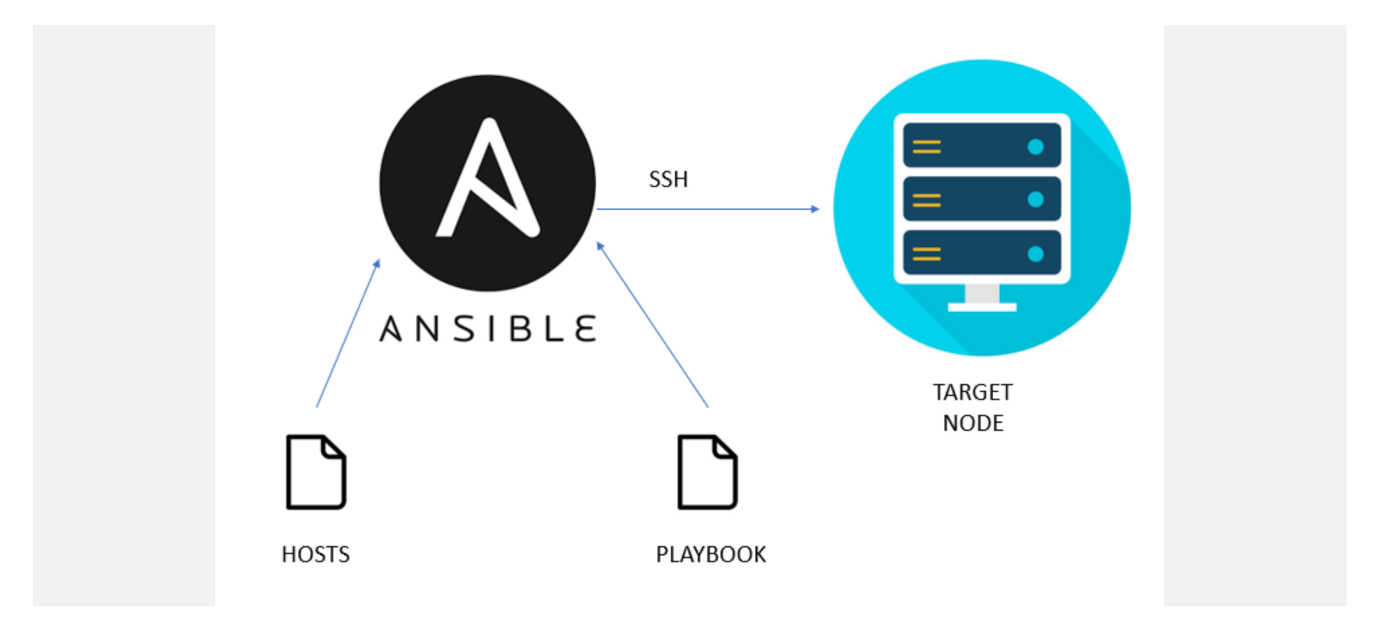 SSH
ANSIBLE
TARGET
NODE
HOSTS
PLAYBOOK